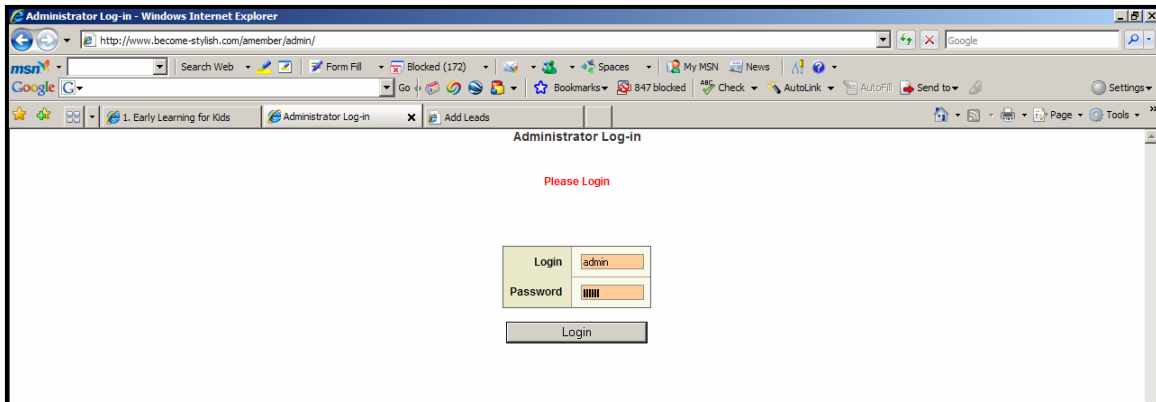 Administrator Log-in - Windows Internet Explorer
http://www.become-stylish.com/amember/admin/ Google
msn Search Web Form Fill Blocked (172) Spaces My MSN News
Google G Go Bookmarks 847 blocked ABC Check AutoLink AutoFill Send to Settings
1. Early Learning for Kids Administrator Log-in x Add Leads Page Tools »
Administrator Log-in
Please Login
Login admin
Password
Login